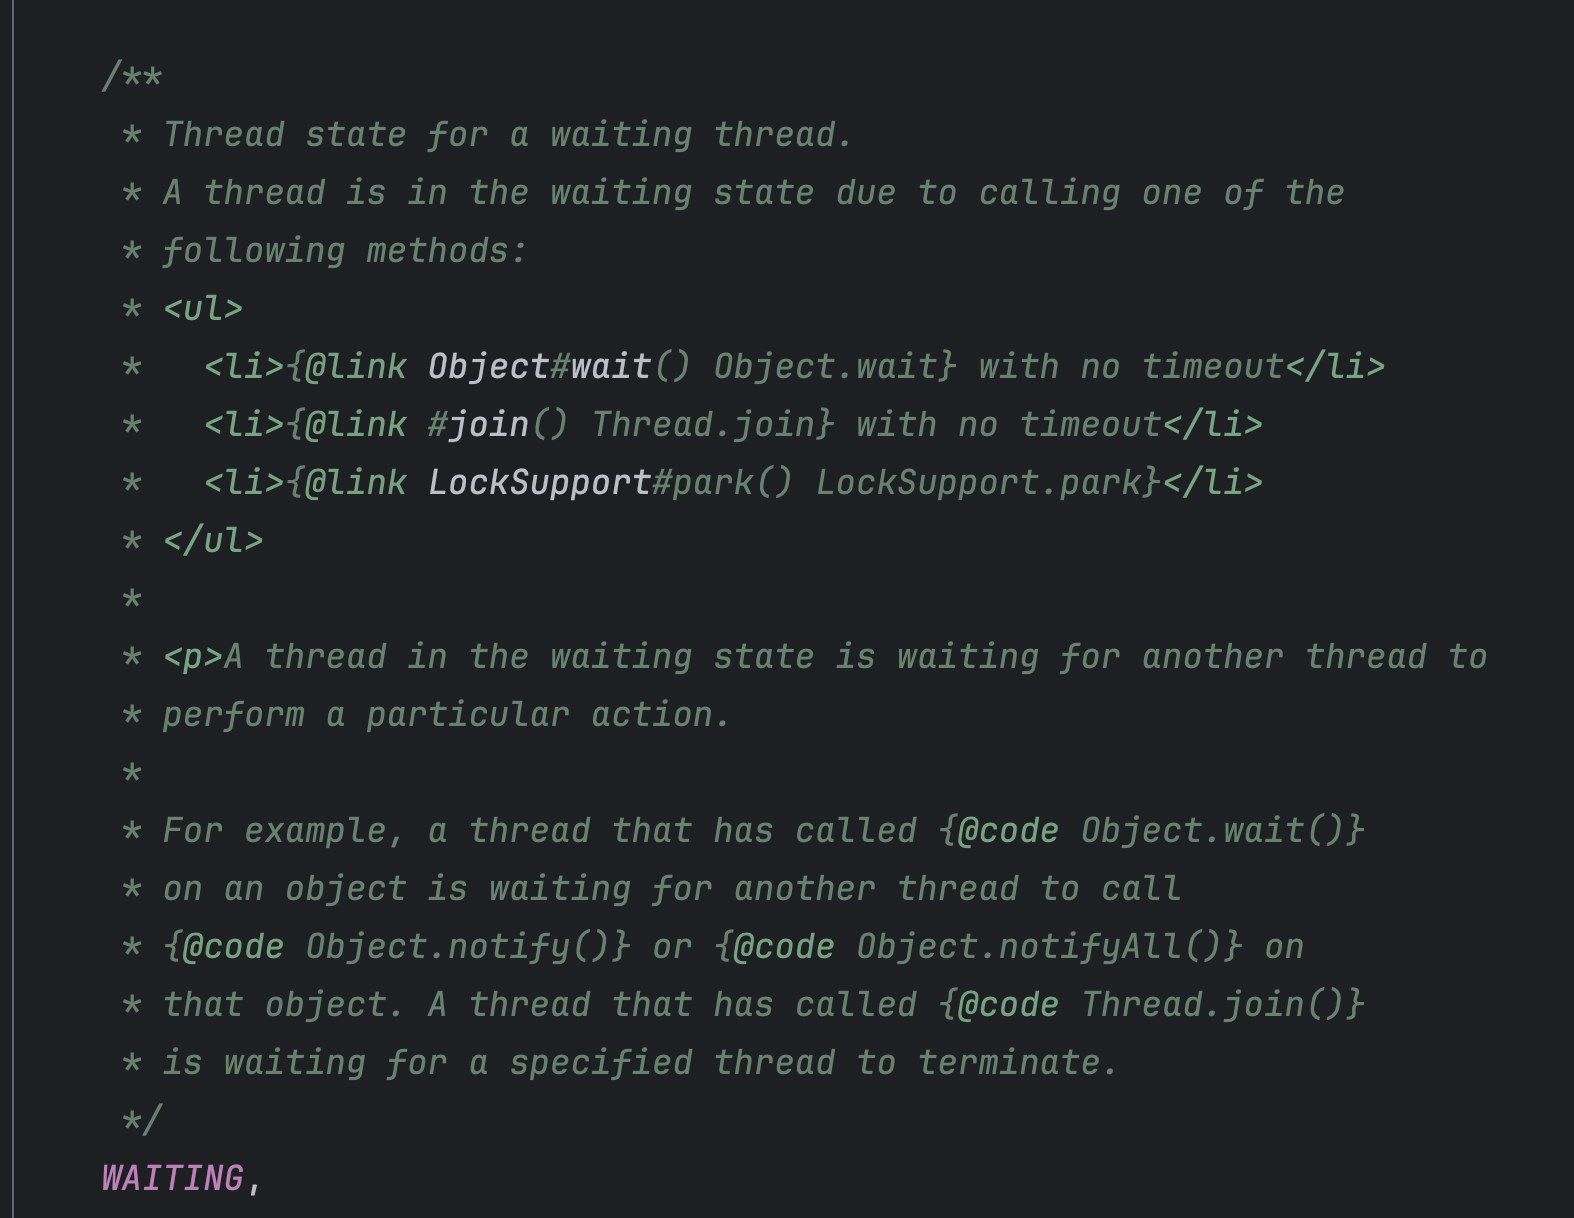 /**
 * Thread state for a waiting thread.
 * A thread is in the waiting state due to calling one of the
 * following methods:
 * <ul>
 *   <li>{@link Object#wait() Object.wait} with no timeout</li>
 *   <li>{@link #join() Thread.join} with no timeout</li>
 *   <li>{@link LockSupport#park() LockSupport.park}</li>
 * </ul>
 *
 * <p>A thread in the waiting state is waiting for another thread to
 * perform a particular action.
 *
 * For example, a thread that has called {@code Object.wait()}
 * on an object is waiting for another thread to call
 * {@code Object.notify()} or {@code Object.notifyAll()} on
 * that object. A thread that has called {@code Thread.join()}
 * is waiting for a specified thread to terminate.
 */
WAITING,